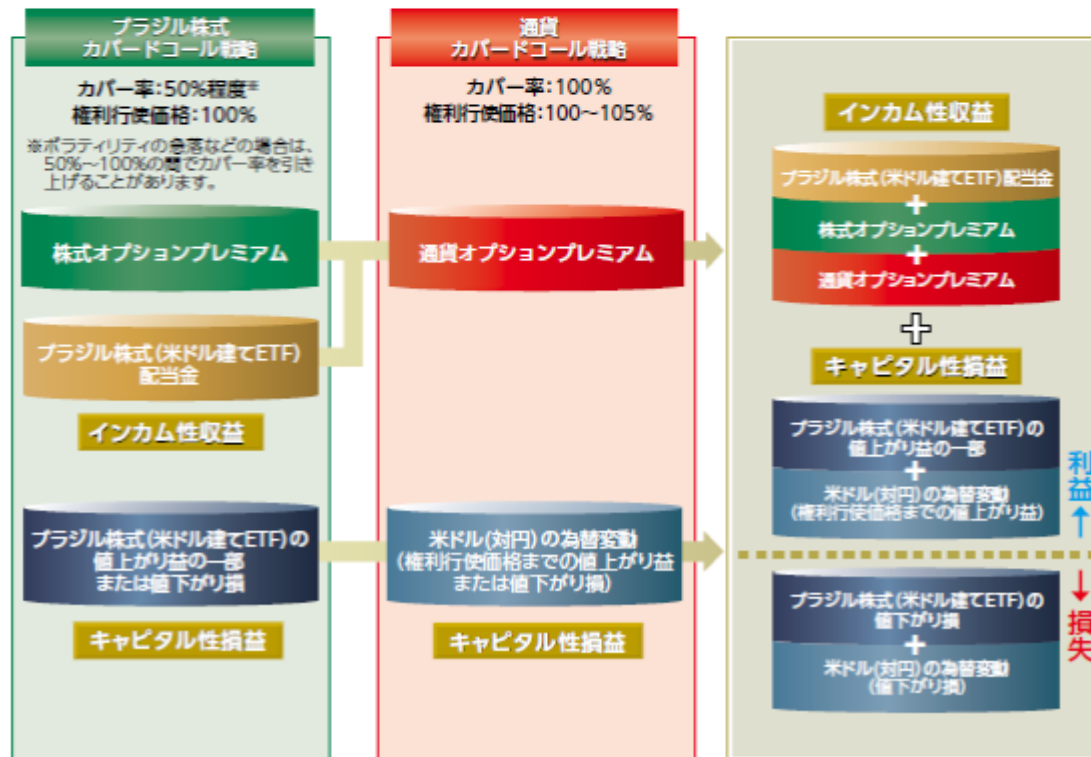 ブラジル株式
カバードコール戦略
カバー率：50%程度※
権利行使価格：100%
※ボラティリティの急落などの場合は、
50%～100%の間でカバー率を引き
上げることがあります。
株式オプションプレミアム
ブラジル株式（米ドル建てETF）
配当金
インカム性収益
ブラジル株式（米ドル建てETF）の
値上がり益の一部
または値下がり損
キャピタル性損益
通貨
カバードコール戦略
カバー率：100%
権利行使価格：100～105%
通貨オプションプレミアム
米ドル（対円）の為替変動
（権利行使価格までの値上がり益
または値下がり損）
キャピタル性損益
インカム性収益
ブラジル株式（米ドル建てETF）配当金
+
株式オプションプレミアム
+
通貨オプションプレミアム
+
キャピタル性損益
ブラジル株式（米ドル建てETF）の
値上がり益の一部
+
米ドル（対円）の為替変動
（権利行使価格までの値上がり益）
利益↑
↓損失
ブラジル株式（米ドル建てETF）の
値下がり損
+
米ドル（対円）の為替変動
（値下がり損）